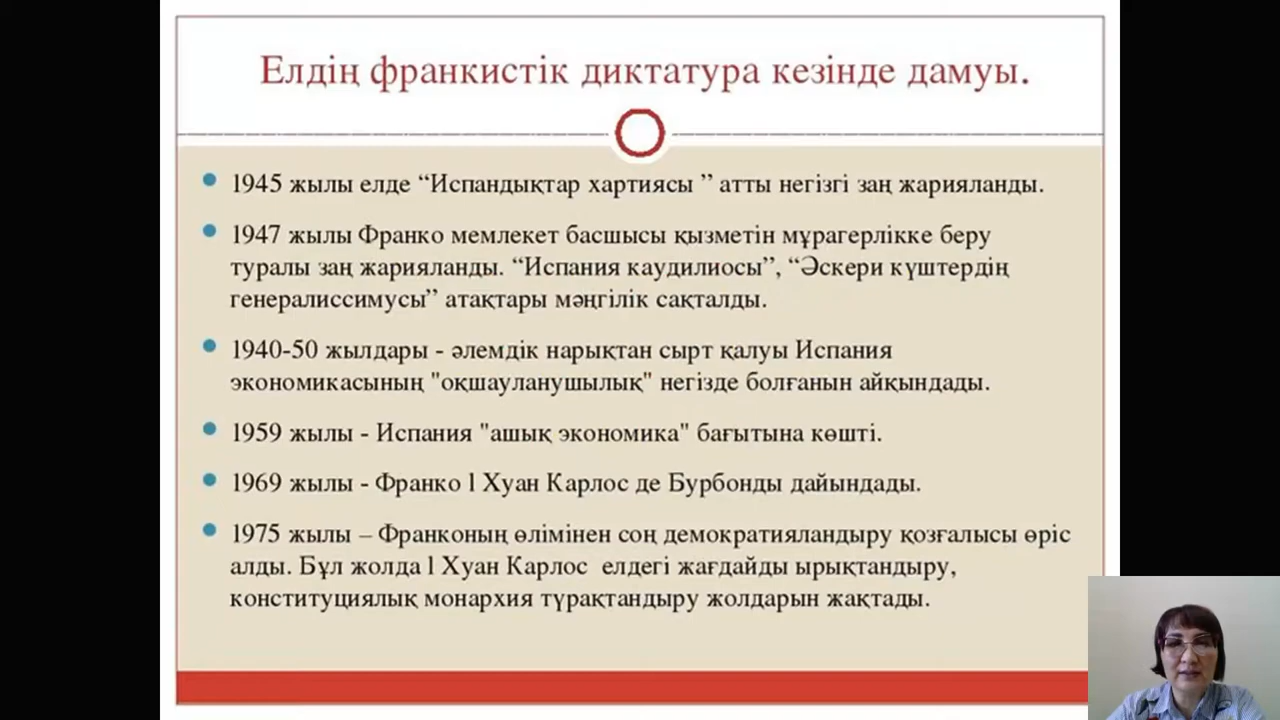 Елдің франкистік диктатура кезінде дамуы.
1945 жылы елде “Испандықтар хартиясы ” атты негізгі заң жарияланды.
1947 жылы Франко мемлекет басшысы қызметін мұрагерлікке беру
туралы заң жарияланды. “Испания каудилиосы”, “Әскери күштердің
генералиссимусы” атақтары мәңгілік сақталды.
1940-50 жылдары - әлемдік нарықтан сырт қалуы Испания
экономикасының "оқшауланушылық" негізде болғанын айқындады.
1959 жылы - Испания "ашық экономика" бағытына көшті.
1969 жылы - Франко l Хуан Карлос де Бурбонды дайындады.
1975 жылы – Франконың өлімінен соң демократияландыру қозғалысы өріс
алды. Бұл жолда l Хуан Карлос елдегі жағдайды ырықтандыру,
конституциялық монархия түрақтандыру жолдарын жақтады.